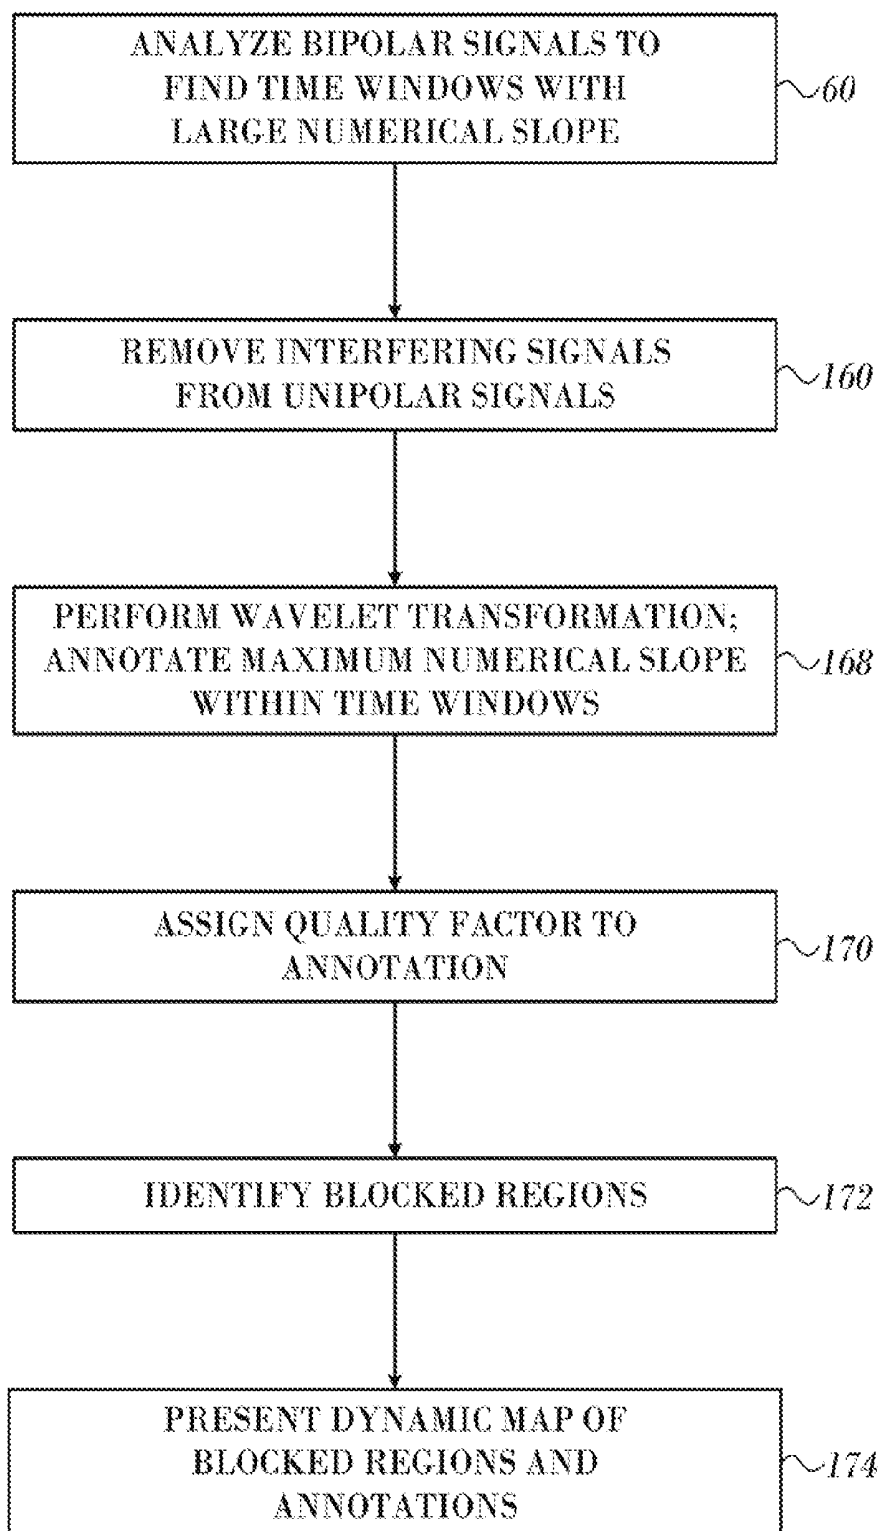 ANALYZE BIPOLAR SIGNALS TO
FIND TIME WINDOWS WITH
LARGE NUMERICAL SLOPE
60
REMOVE INTERFERING SIGNALS
FROM UNIPOLAR SIGNALS
160
PERFORM WAVELET TRANSFORMATION;
ANNOTATE MAXIMUM NUMERICAL SLOPE
WITHIN TIME WINDOWS
168
ASSIGN QUALITY FACTOR TO
ANNOTATION
170
IDENTIFY BLOCKED REGIONS
172
PRESENT DYNAMIC MAP OF
BLOCKED REGIONS AND
ANNOTATIONS
174